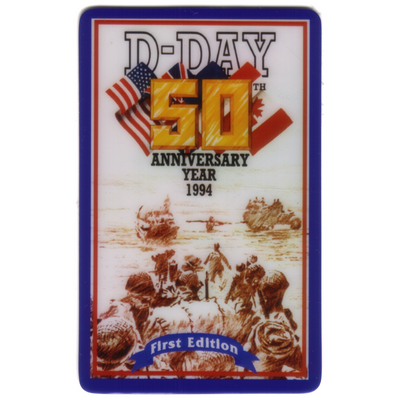 D-DAY
50TH
ANNIVERSARY
YEAR
1994
First Edition